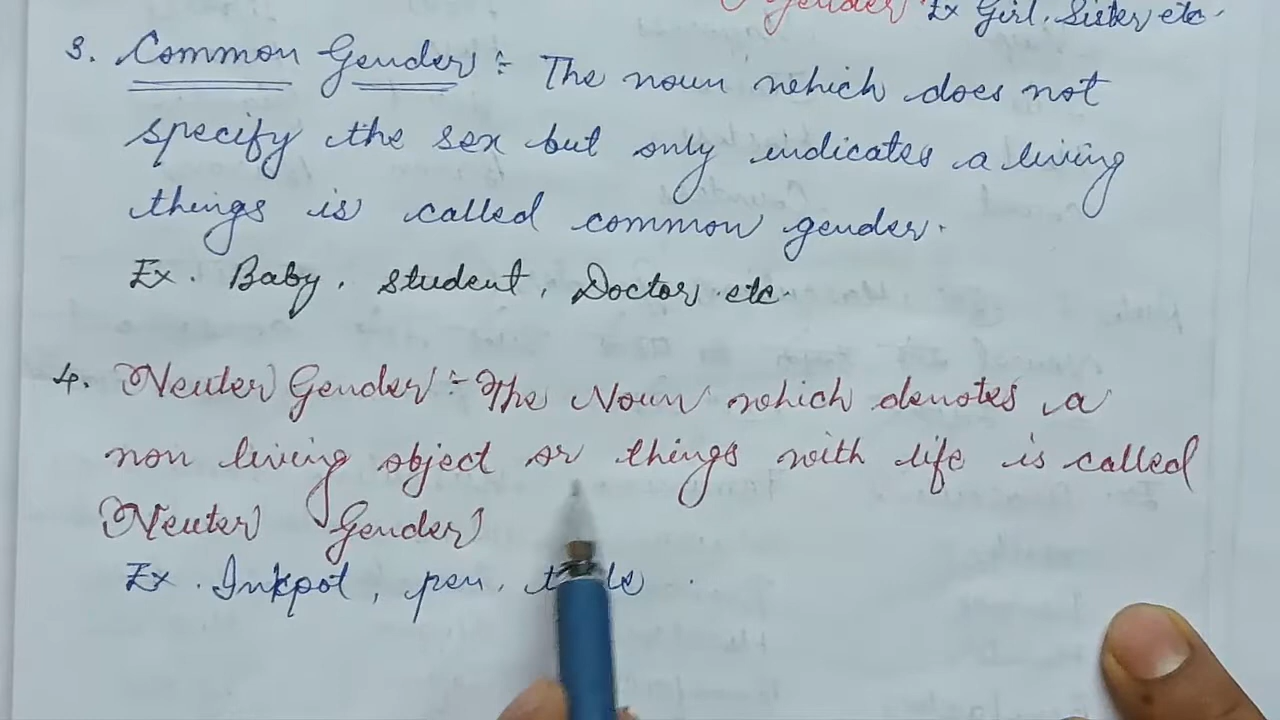 Gender Ex Girl, Sister etc.
3. Common Gender :- The noun which does not
specify the sex but only indicates a living
things is called common gender.
Ex. Baby, student, Doctor etc.
4. Neuter Gender :- The Noun which denotes a
non living object or things with life is called
Neuter Gender
Ex. Inkpot, pen,